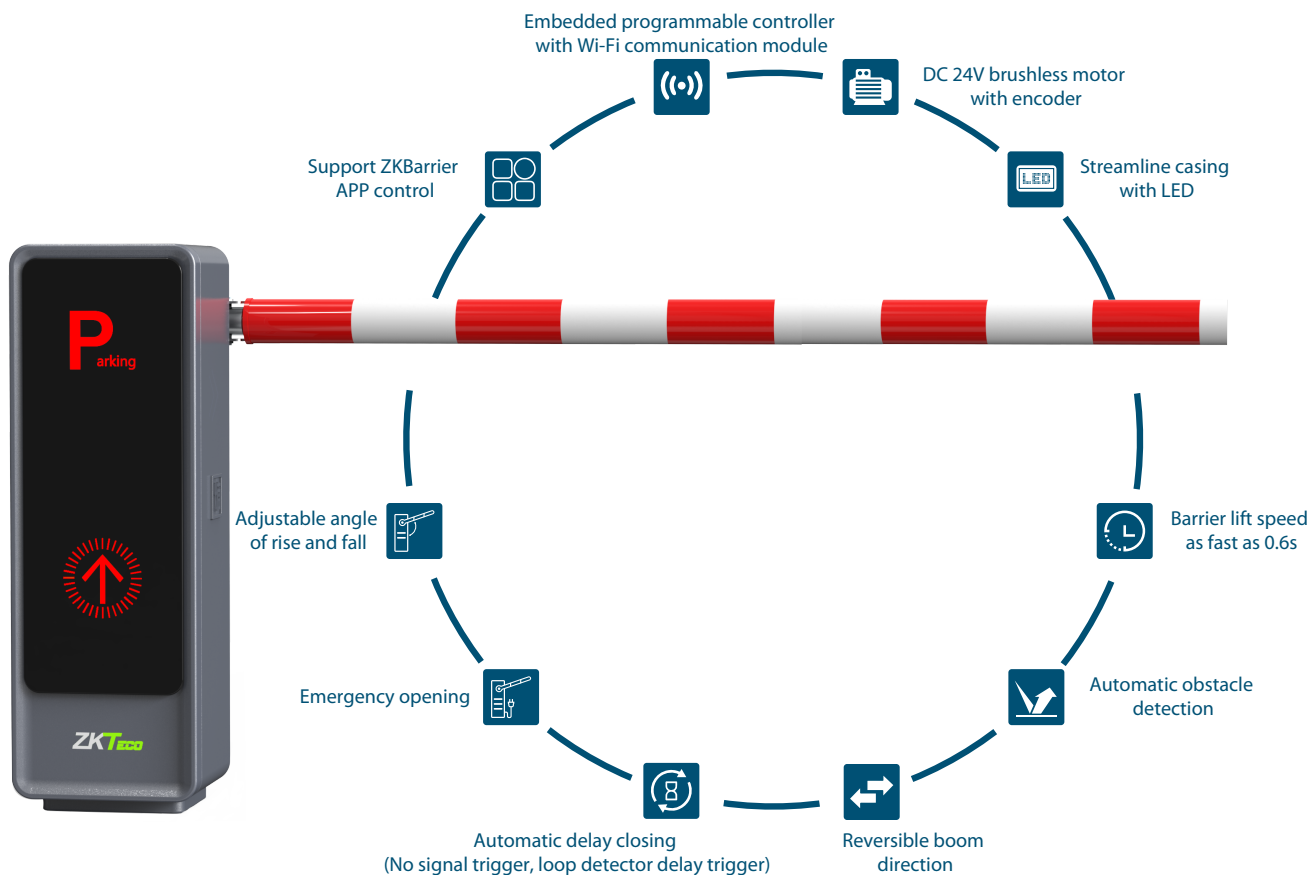 Embedded programmable controller
with Wi-Fi communication module
DC 24V brushless motor
with encoder
Support ZKBarrier
APP control
LED
Streamline casing
with LED
P
arking
Adjustable angle
of rise and fall
Barrier lift speed
as fast as 0.6s
Emergency opening
Automatic obstacle
detection
ZKTeco
Automatic delay closing
(No signal trigger, loop detector delay trigger)
Reversible boom
direction